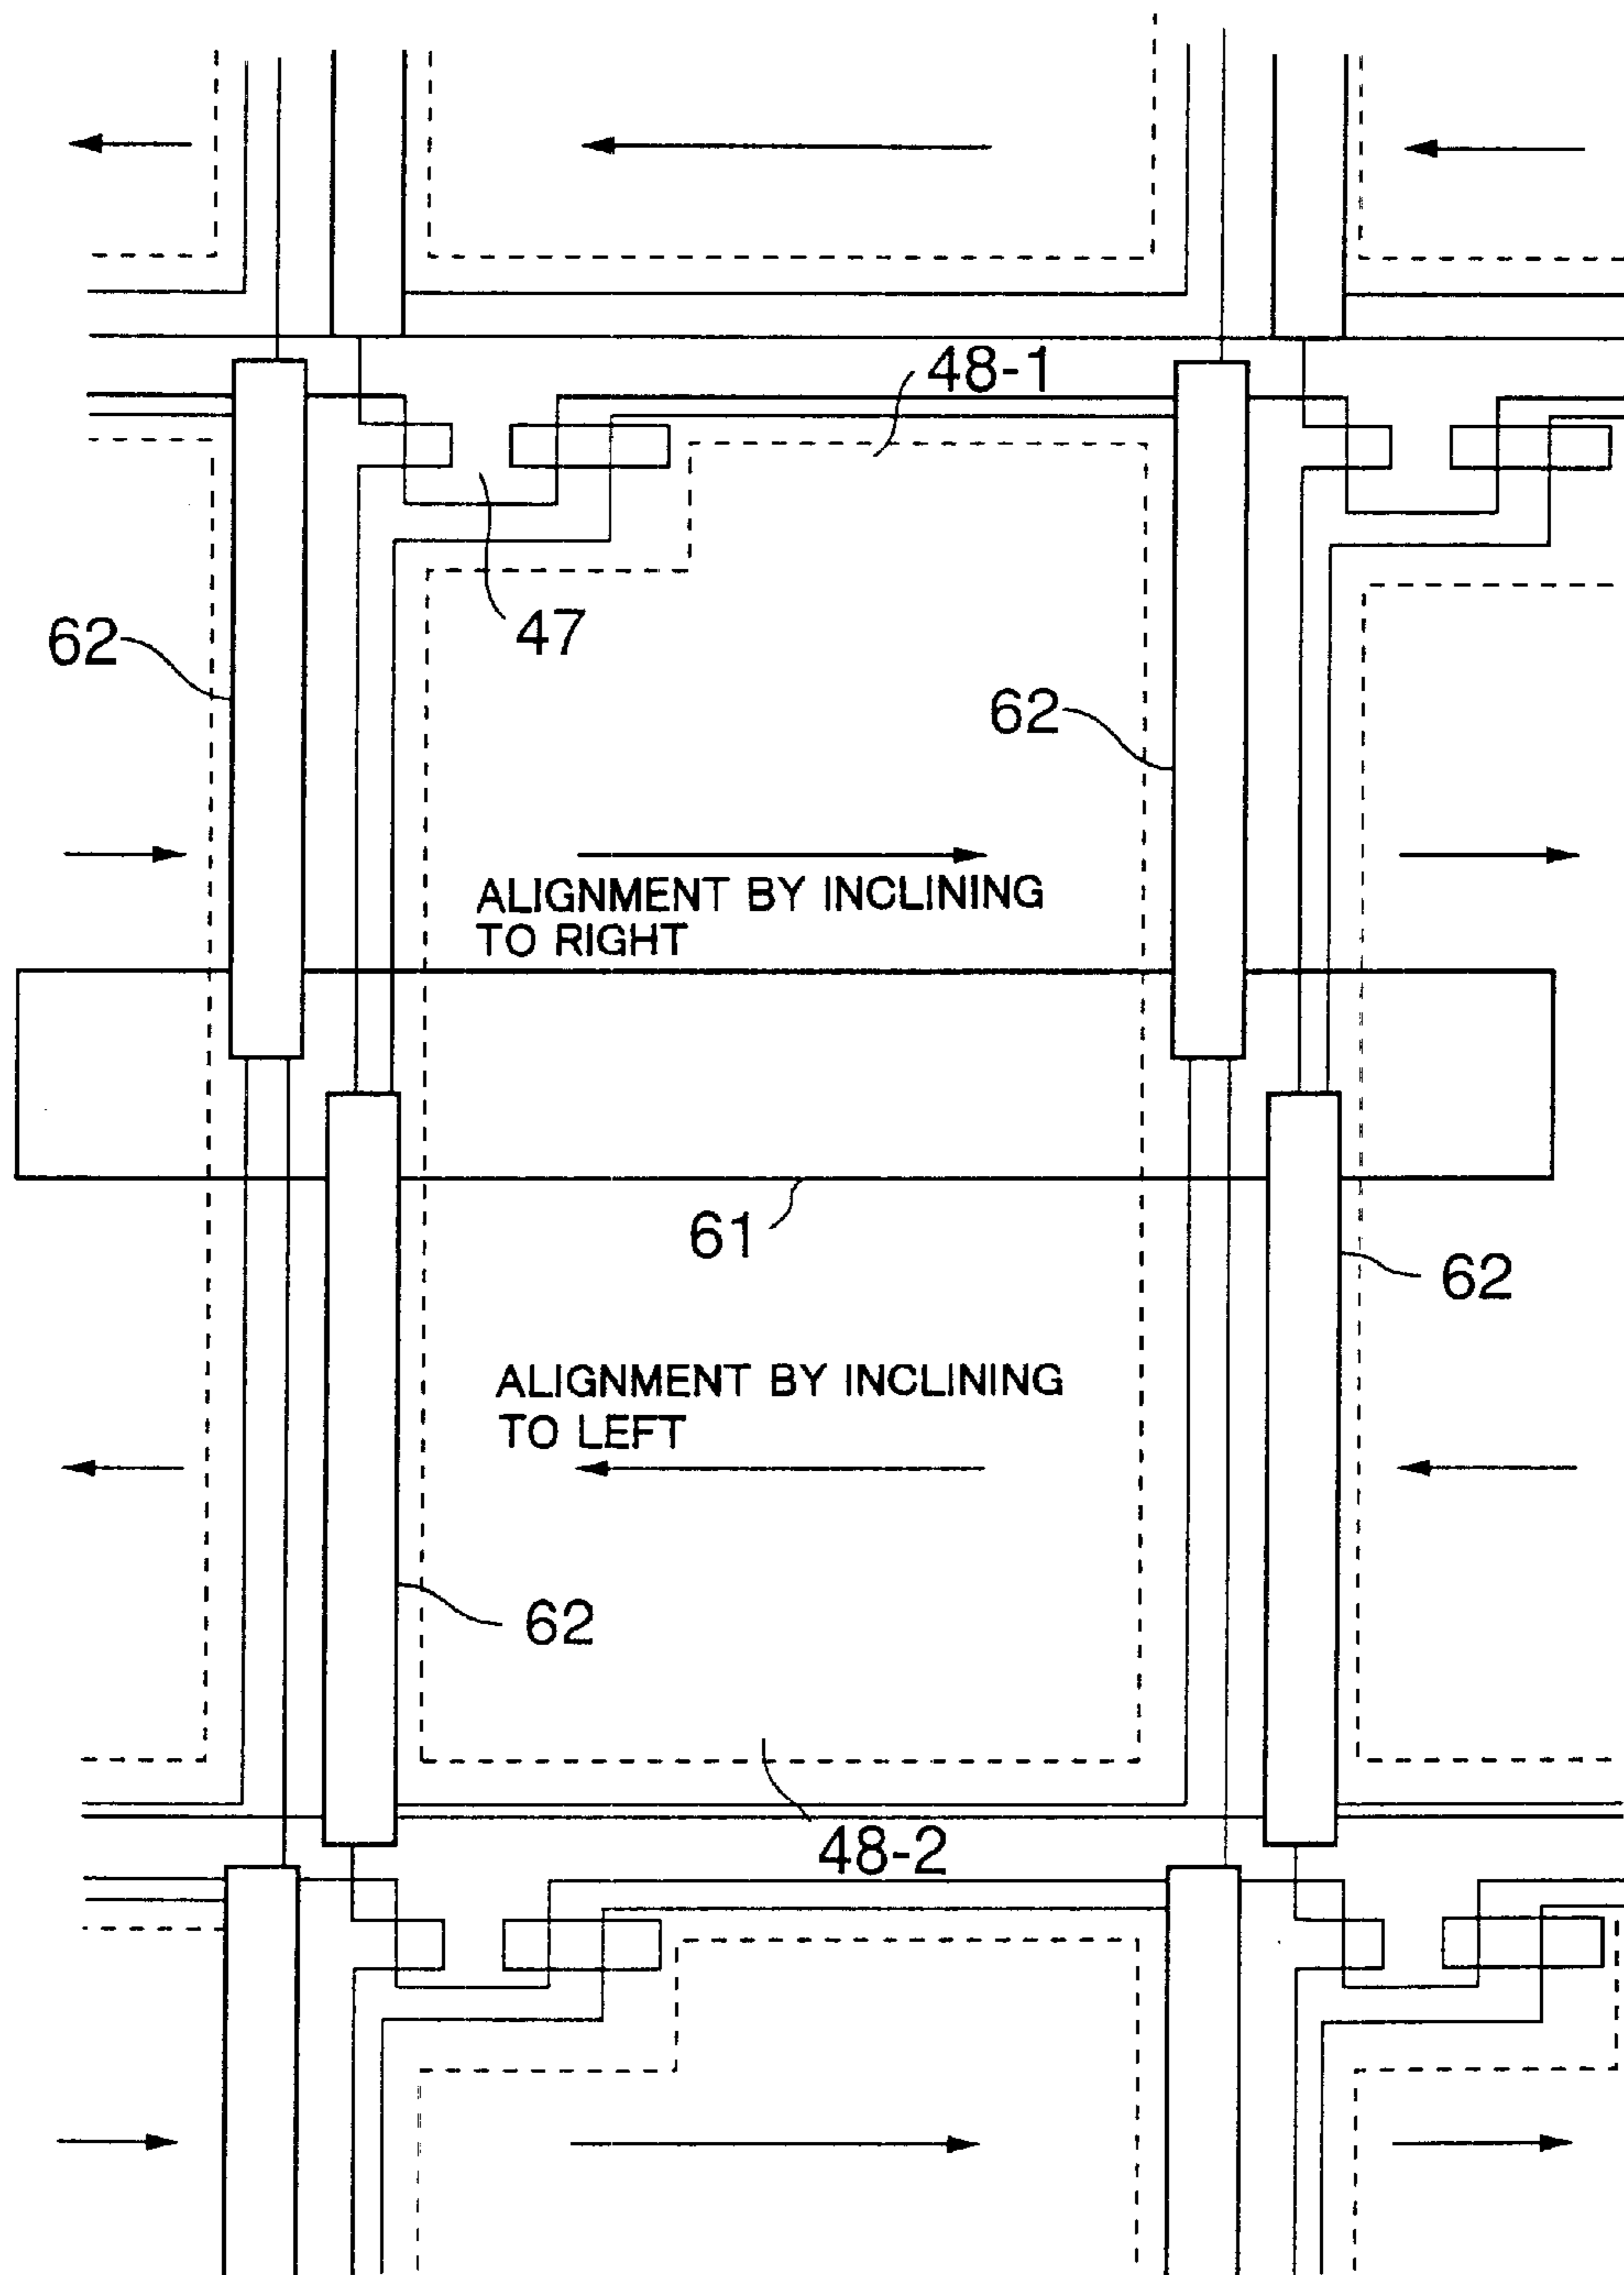 48-1
47
62
62
ALIGNMENT BY INCLINING
TO RIGHT
61
62
ALIGNMENT BY INCLINING
TO LEFT
62
48-2